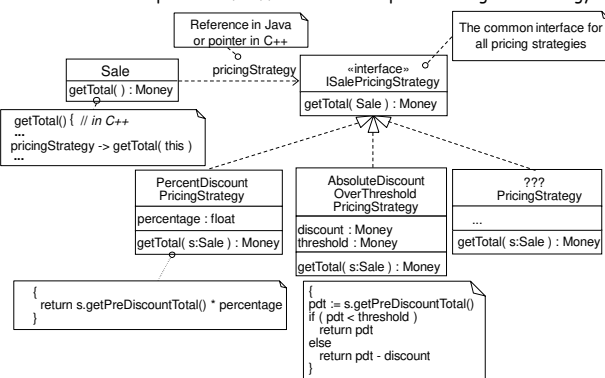 Reference in Java
or pointer in C++
The common interface for
all pricing strategies
Sale
getTotal( ) : Money
pricingStrategy
«interface»
ISalePricingStrategy
getTotal( Sale ) : Money
getTotal() { // in C++
...
pricingStrategy -> getTotal( this )
...
PercentDiscount
PricingStrategy
percentage : float
getTotal( s:Sale ) : Money
AbsoluteDiscount
OverThreshold
PricingStrategy
discount : Money
threshold : Money
getTotal( s:Sale ) : Money
???
PricingStrategy
...
getTotal( s:Sale ) : Money
{
return s.getPreDiscountTotal() * percentage
}
{
pdt := s.getPreDiscountTotal()
if ( pdt < threshold )
return pdt
else
return pdt - discount
}